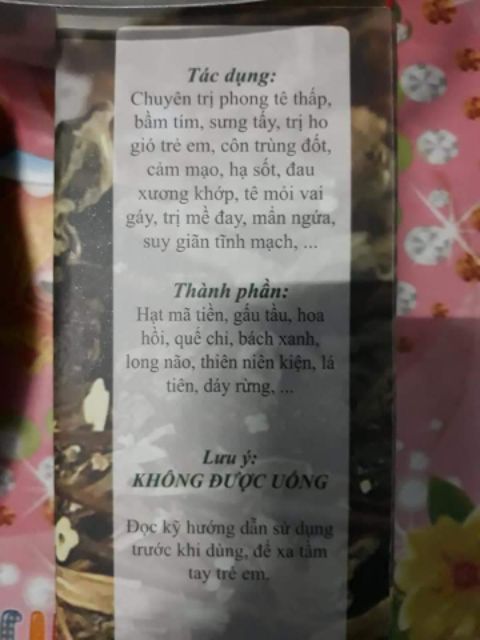 Tác dụng:
Chuyên trị phong tê thấp,
bầm tím, sưng tấy, trị ho
gió trẻ em, côn trùng đốt,
cảm mạo, hạ sốt, đau
xương khớp, tê mỏi vai
gáy, trị mề đay, mẩn ngứa,
suy giãn tĩnh mạch, ...
Thành phần:
Hạt mã tiền, gấu tầu, hoa
hồi, quế chi, bách xanh,
long não, thiên niên kiện, lá
tiên, dáy rừng, ...
Lưu ý:
KHÔNG ĐƯỢC UỐNG
Đọc kỹ hướng dẫn sử dụng
trước khi dùng, để xa tầm
tay trẻ em.